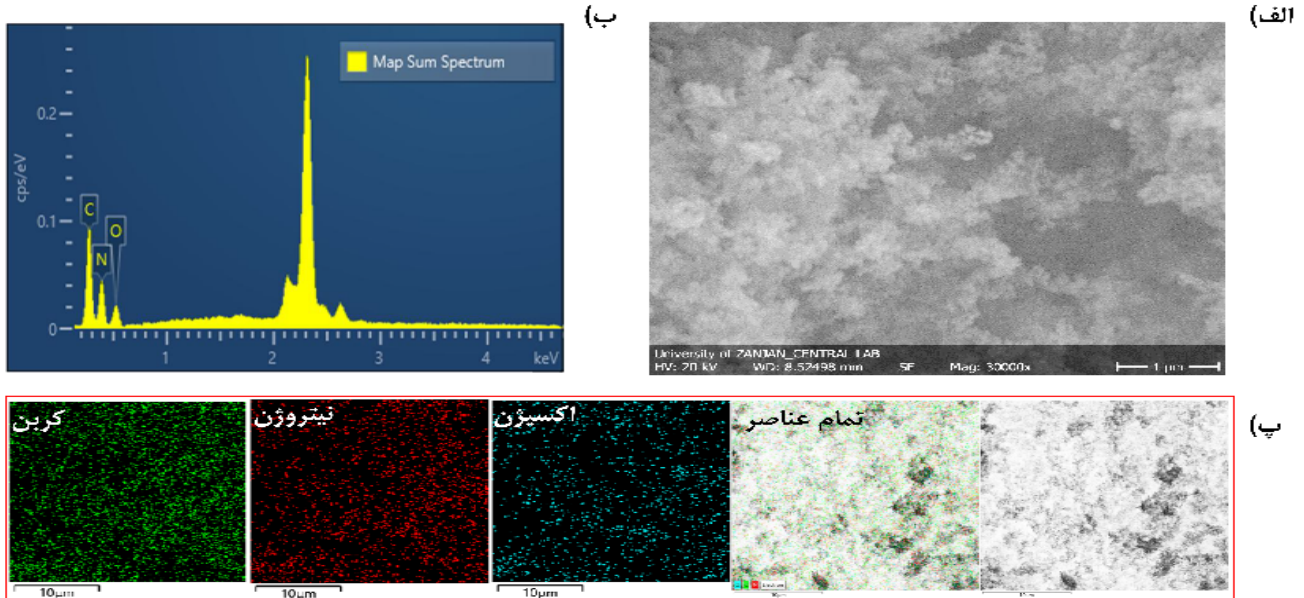 الف)
ب)
Map Sum Spectrum
0.2
0.1
0
cps/eV
C
N
O
1
2
3
4
keV
University of ZANJAN_CENTRAL LAB
HV: 20 kV WD: 8.52498 mm SE Mag: 30000x 1 µm
پ)
کربن
نیتروژن
اکسیژن
تمام عناصر
10µm
10µm
10µm